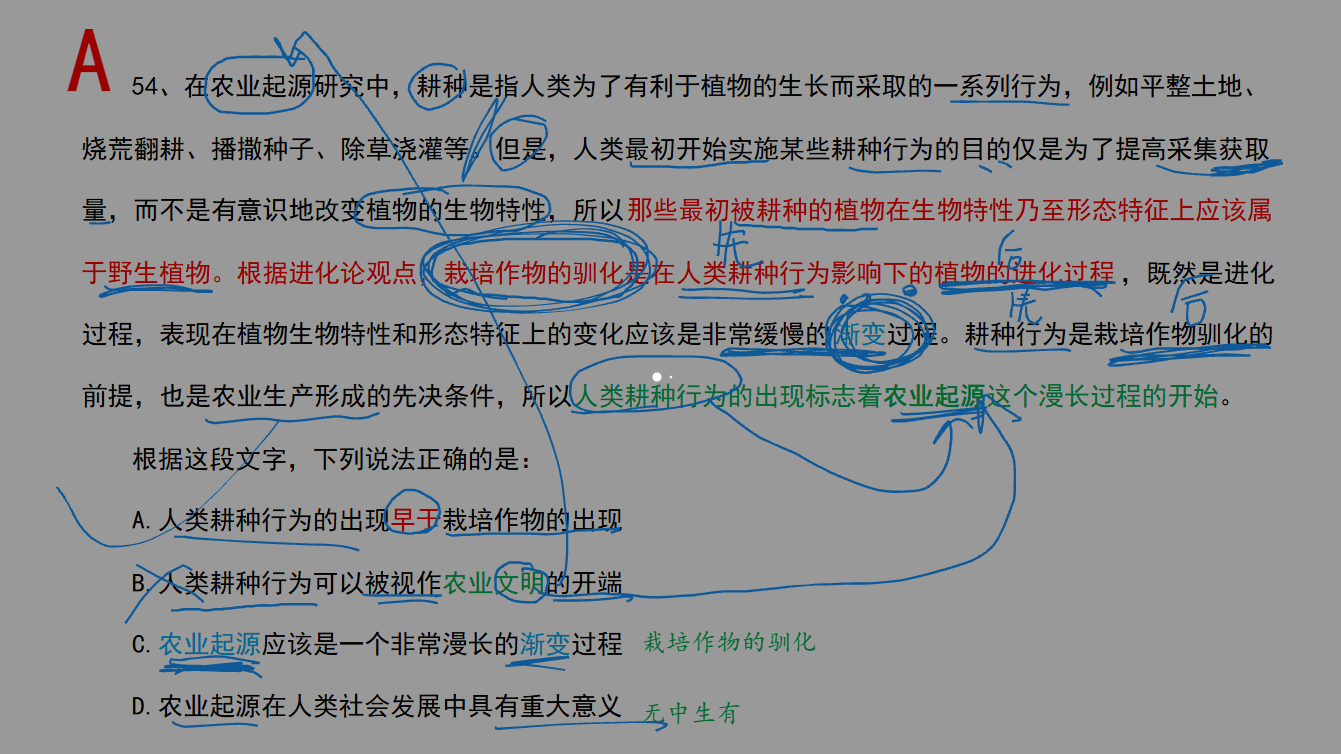 A
54、在农业起源研究中，耕种是指人类为了有利于植物的生长而采取的一系列行为，例如平整土地、
烧荒翻耕、播撒种子、除草浇灌等。但是，人类最初开始实施某些耕种行为的目的仅是为了提高采集获取
量，而不是有意识地改变植物的生物特性，所以那些最初被耕种的植物在生物特性乃至形态特征上应该属
先
后
于野生植物。根据进化论观点，栽培作物的驯化是在人类耕种行为影响下的植物的进化过程，既然是进化
后
过程，表现在植物生物特性和形态特征上的变化应该是非常缓慢的渐变过程。耕种行为是栽培作物驯化的
前提，也是农业生产形成的先决条件，所以人类耕种行为的出现标志着农业起源这个漫长过程的开始。
根据这段文字，下列说法正确的是：
A.人类耕种行为的出现早于栽培作物的出现
B.人类耕种行为可以被视作农业文明的开端
C.农业起源应该是一个非常漫长的渐变过程 栽培作物的驯化
D.农业起源在人类社会发展中具有重大意义 无中生有